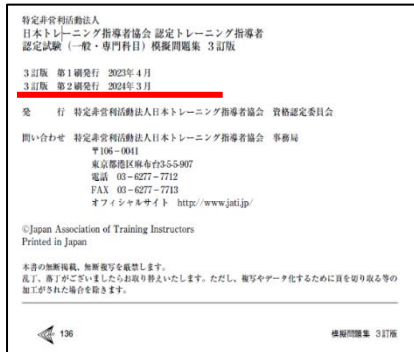 特定非営利活動法人
日本トレーニング指導者協会 認定トレーニング指導者
認定試験（一般・専門科目）模擬問題集 3訂版
3訂版 第1刷発行 2023年4月
3訂版 第2刷発行 2024年3月
発　　行 特定非営利活動法人日本トレーニング指導者協会 資格認定委員会
問い合わせ 特定非営利活動法人日本トレーニング指導者協会 事務局
〒106－0041
東京都港区麻布台3-5-5-907
電話 03－6277－7712
FAX 03－6277－7713
オフィシャルサイト http://www.jati.jp/
©Japan Association of Training Instructors
Printed in Japan
本書の無断掲載、無断複写を厳禁します。
乱丁、落丁がございましたらお取り替えいたします。ただし、複写やデータ化するために頁を切り取る等の
加工がされた場合を除きます。
136
模擬問題集 3訂版